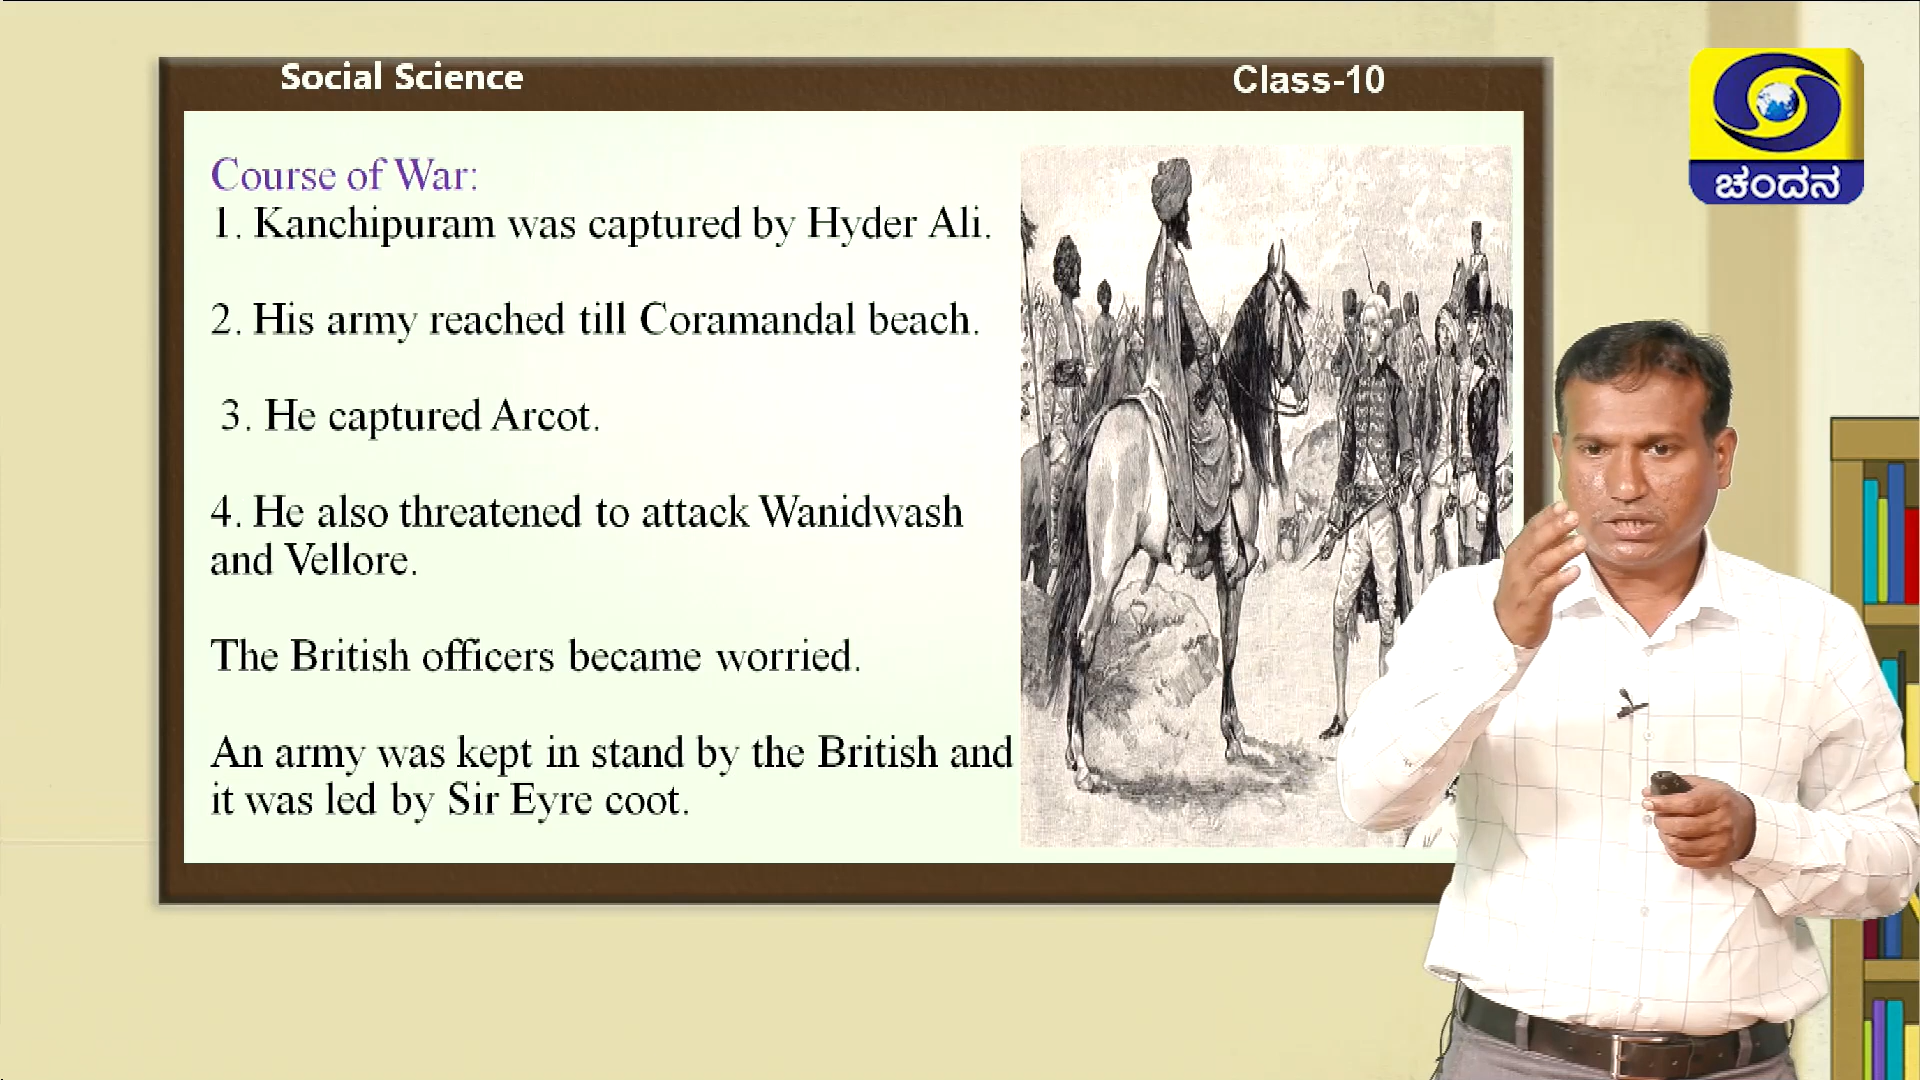 Social Science
Class-10
Course of War:
1. Kanchipuram was captured by Hyder Ali.
2. His army reached till Coramandal beach.
3. He captured Arcot.
4. He also threatened to attack Wanidwash
and Vellore.
The British officers became worried.
An army was kept in stand by the British and
it was led by Sir Eyre coot.
ಚಂದನ